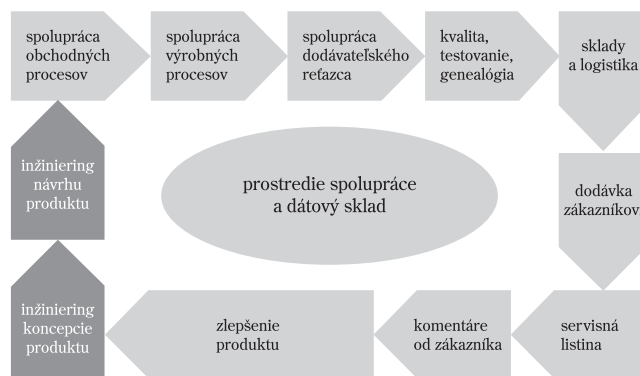 spolupráca
obchodných
procesov
spolupráca
výrobných
procesov
spolupráca
dodávateľského
reťazca
kvalita,
testovanie,
genealógia
sklady
a logistika
inžiniering
návrhu
produktu
prostredie spolupráce
a dátový sklad
dodávka
zákazníkov
inžiniering
koncepcie
produktu
zlepšenie
produktu
komentáre
od zákazníka
servisná
listina